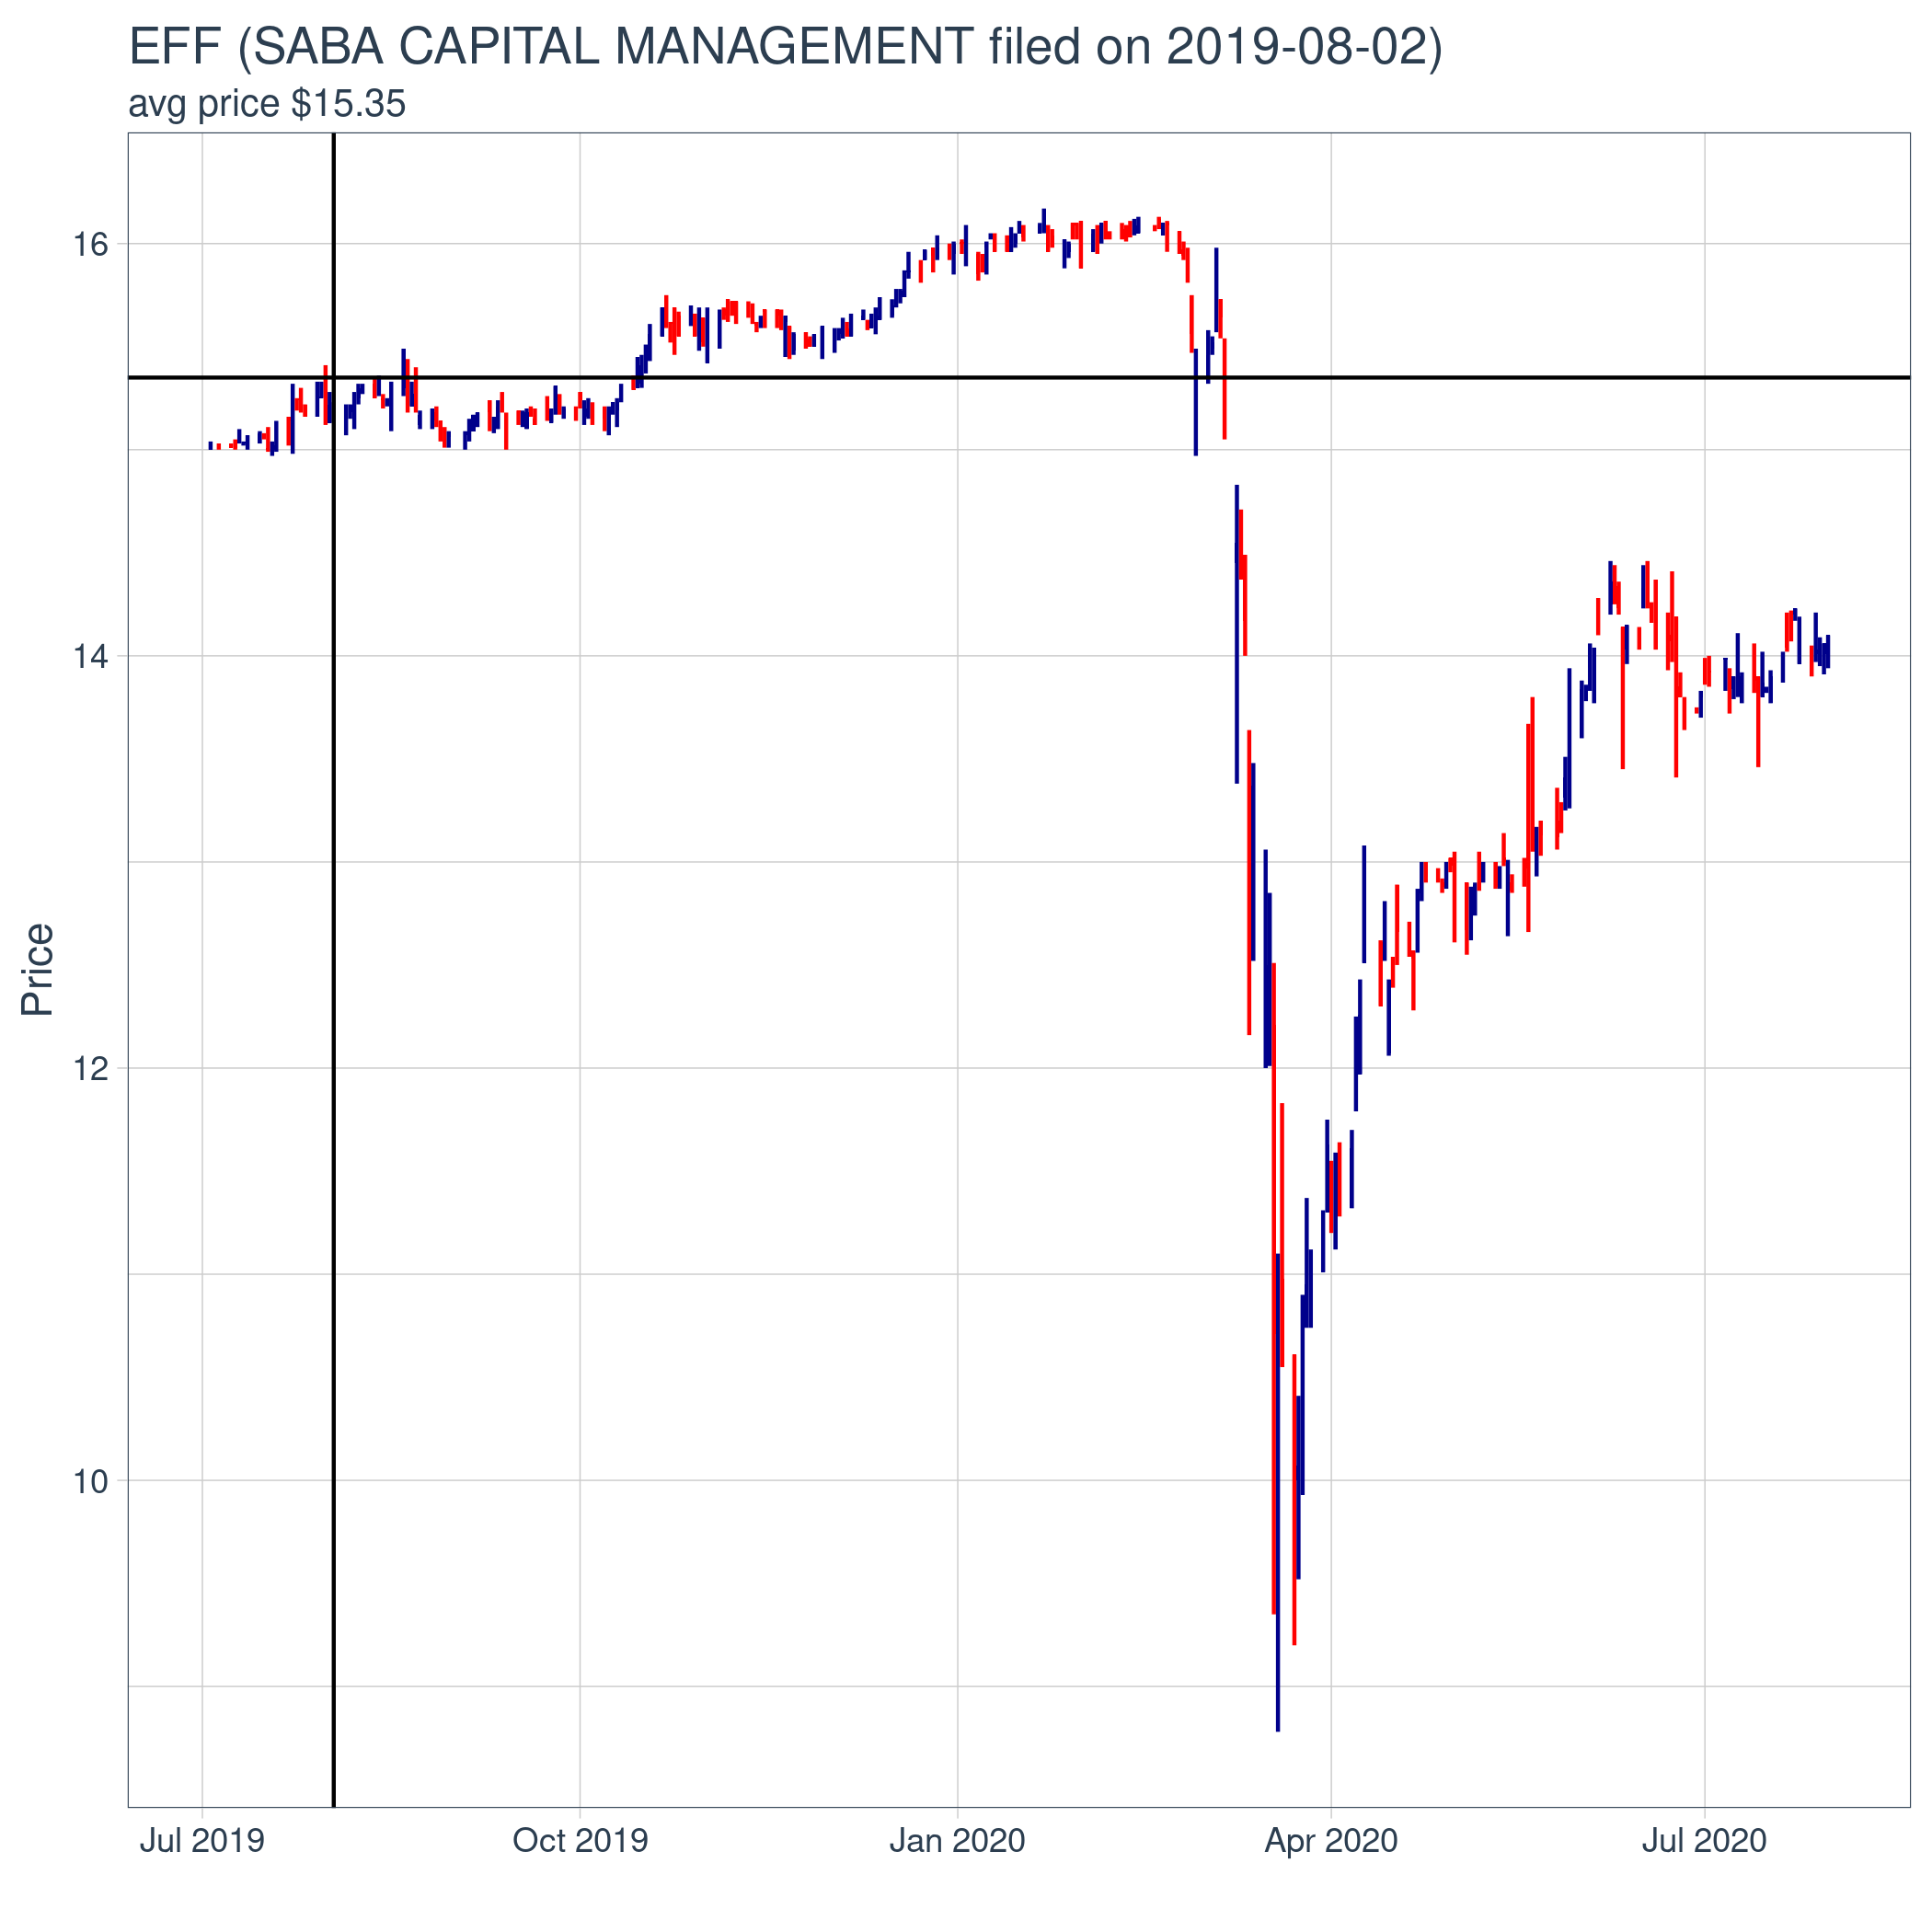 EFF (SABA CAPITAL MANAGEMENT filed on 2019-08-02)
avg price $15.35
16
14
12
10
Price
Jul 2019 Oct 2019 Jan 2020 Apr 2020 Jul 2020